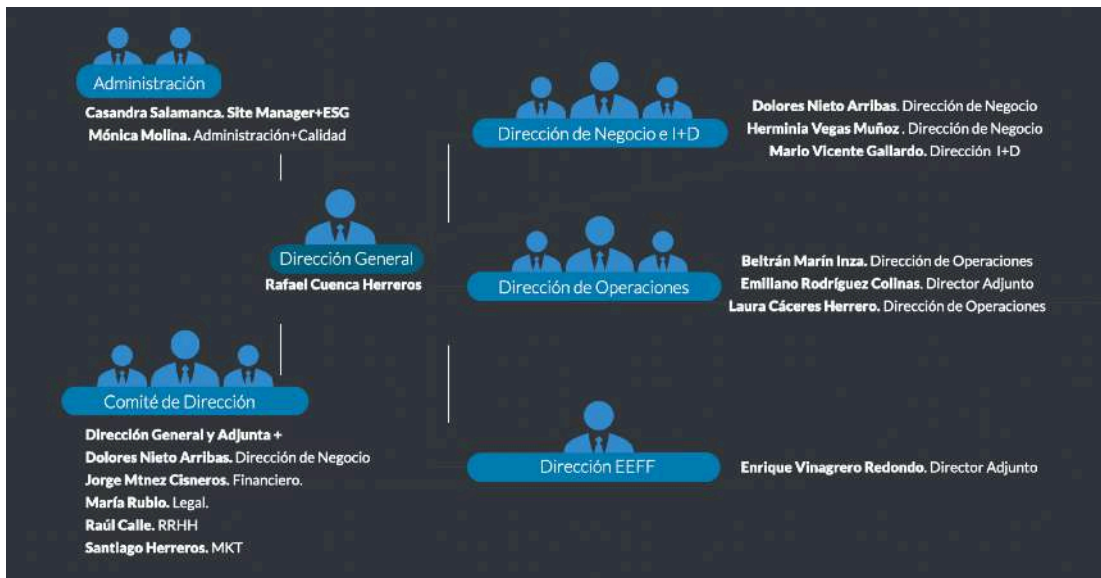 Administración
Casandra Salamanca. Site Manager+ESG
Mónica Molina. Administración+Calidad
Dirección General
Rafael Cuenca Herreros
Comité de Dirección
Dirección General y Adjunta +
Dolores Nieto Arribas. Dirección de Negocio
Jorge Mtnez Cisneros. Financiero.
María Rubio. Legal.
Raúl Calle. RRHH
Santiago Herreros. MKT
Dirección de Negocio e I+D
Dolores Nieto Arribas. Dirección de Negocio
Herminia Vegas Muñoz . Dirección de Negocio
Mario Vicente Gallardo. Dirección I+D
Dirección de Operaciones
Beltrán Marín Inza. Dirección de Operaciones
Emiliano Rodríguez Colinas. Director Adjunto
Laura Cáceres Herrero. Dirección de Operaciones
Dirección EEFF
Enrique Vinagrero Redondo. Director Adjunto